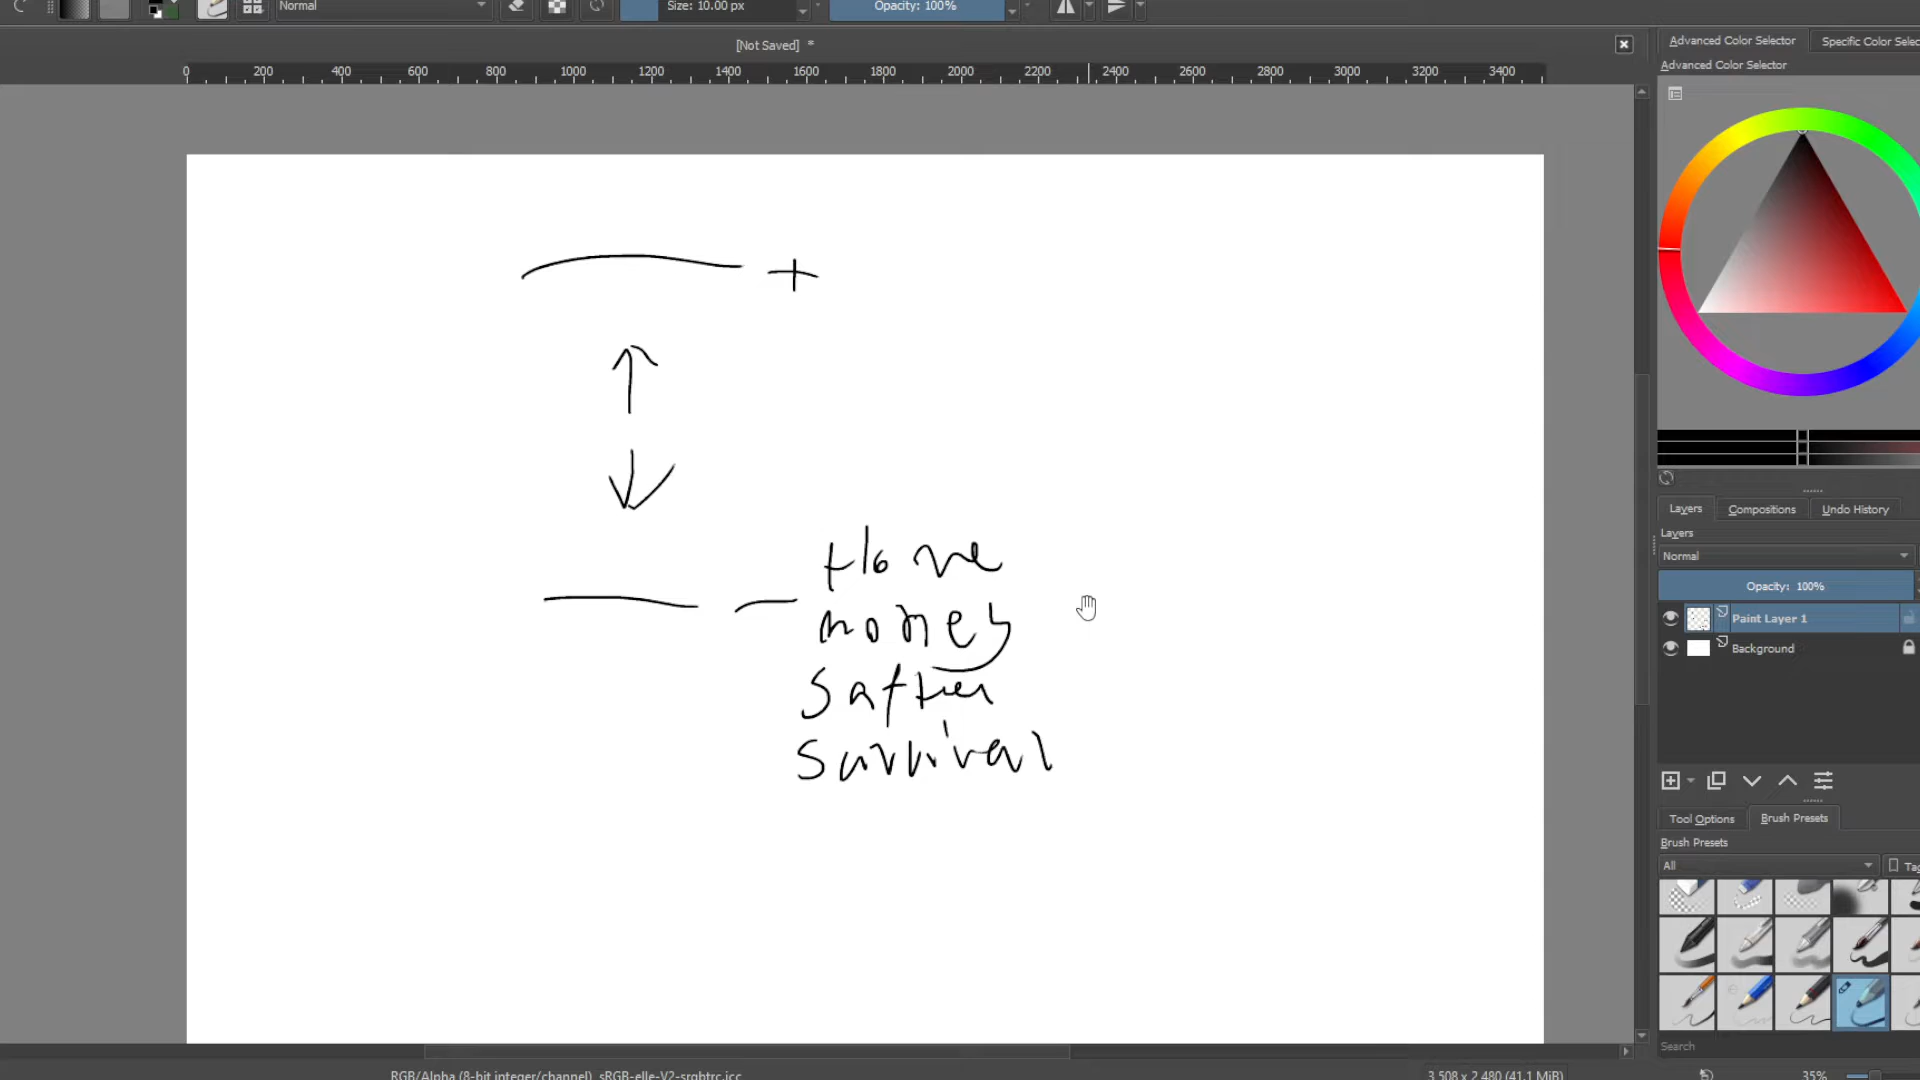 Normal
Size: 10.00 px
Opacity: 100%
[Not Saved] *
0 200 400 600 800 1000 1200 1400 1600 1800 2000 2200 2400 2600 2800 3000 3200 3400
Advanced Color Selector
Specific Color Selec
Advanced Color Selector
+
Home
money
survival
Layers
Compositions
Undo History
Layers
Normal
Opacity: 100%
Paint Layer 1
Background
Tool Options
Brush Presets
Brush Presets
All
Tag
Search
RGB/Alpha (8-bit integer/channel) sRGB-elle-V2-srgbtrc.icc
3,508 x 2,480 (41.1 MiB)
35%